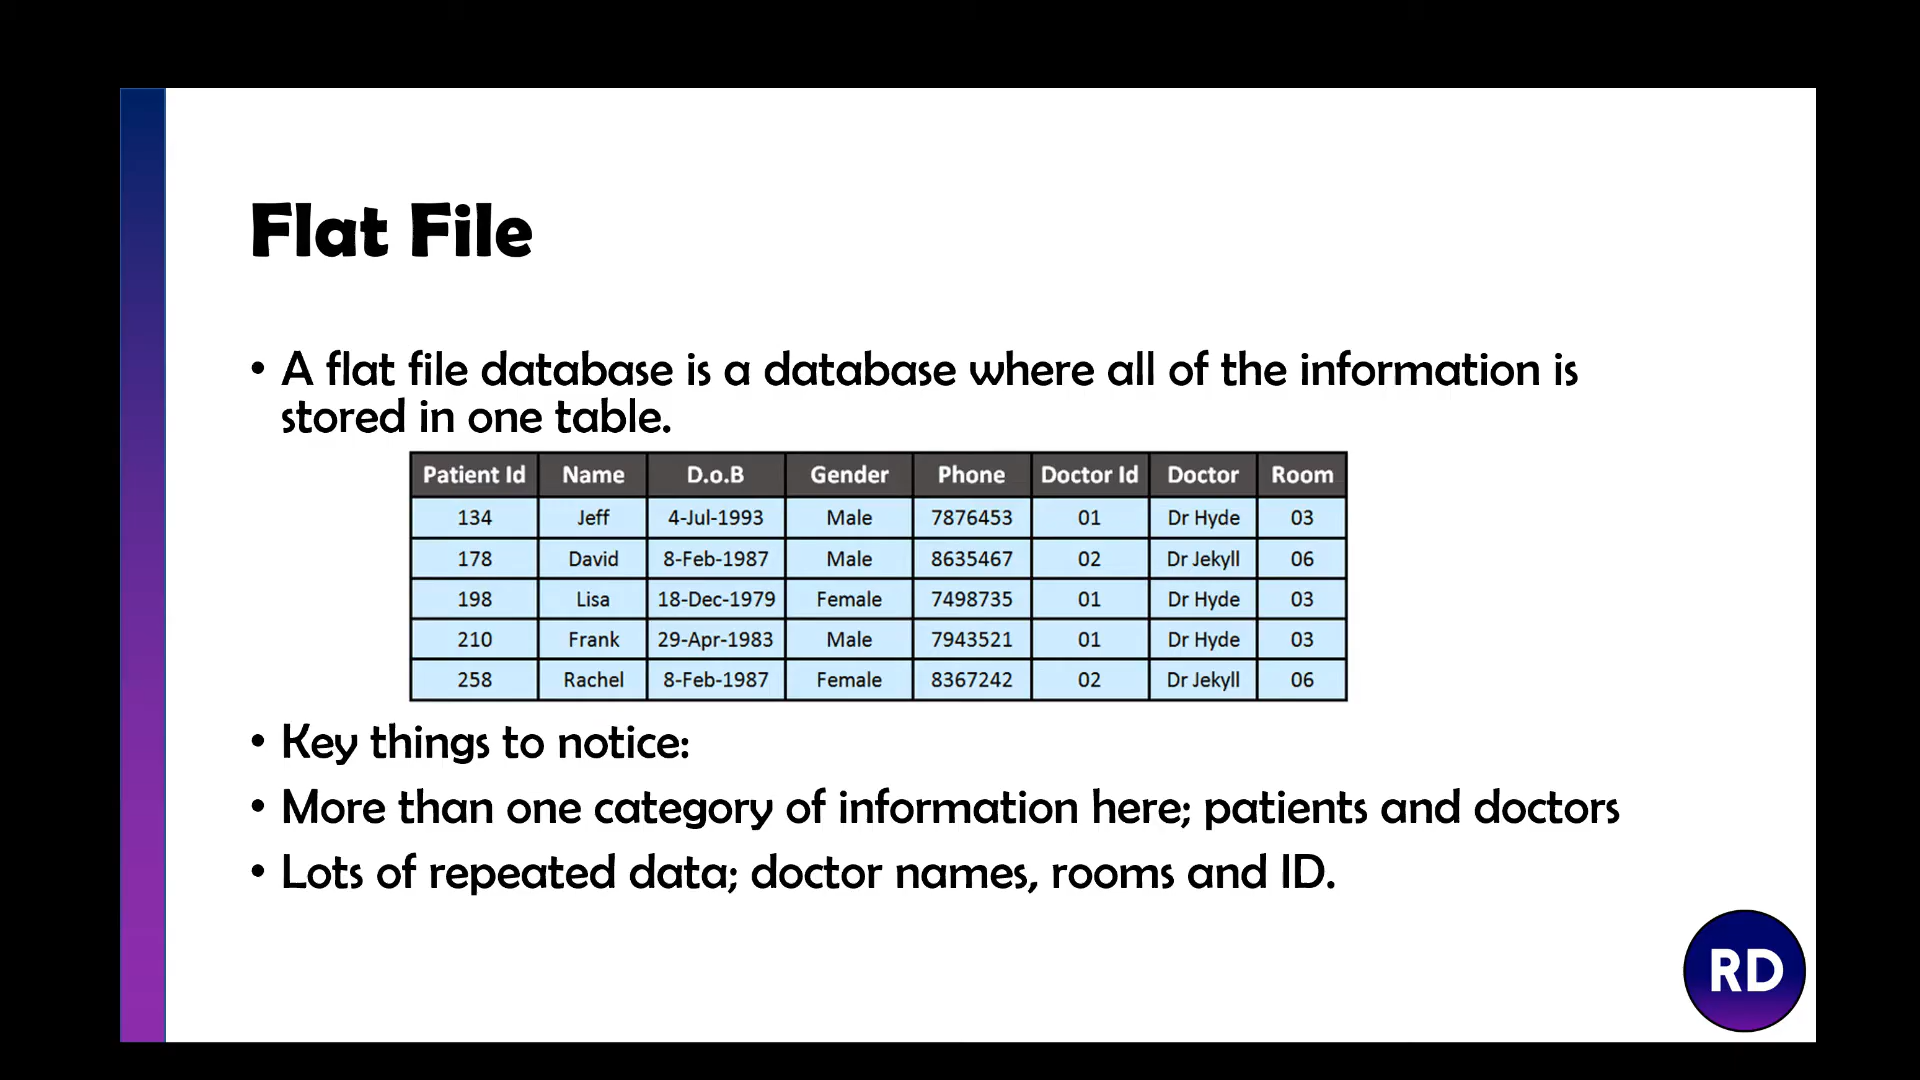 Flat File
• A flat file database is a database where all of the information is
stored in one table.
Patient Id Name D.o.B Gender Phone Doctor Id Doctor Room
134 Jeff 4-Jul-1993 Male 7876453 01 Dr Hyde 03
178 David 8-Feb-1987 Male 8635467 02 Dr Jekyll 06
198 Lisa 18-Dec-1979 Female 7498735 01 Dr Hyde 03
210 Frank 29-Apr-1983 Male 7943521 01 Dr Hyde 03
258 Rachel 8-Feb-1987 Female 8367242 02 Dr Jekyll 06
• Key things to notice:
• More than one category of information here; patients and doctors
• Lots of repeated data; doctor names, rooms and ID.
RD